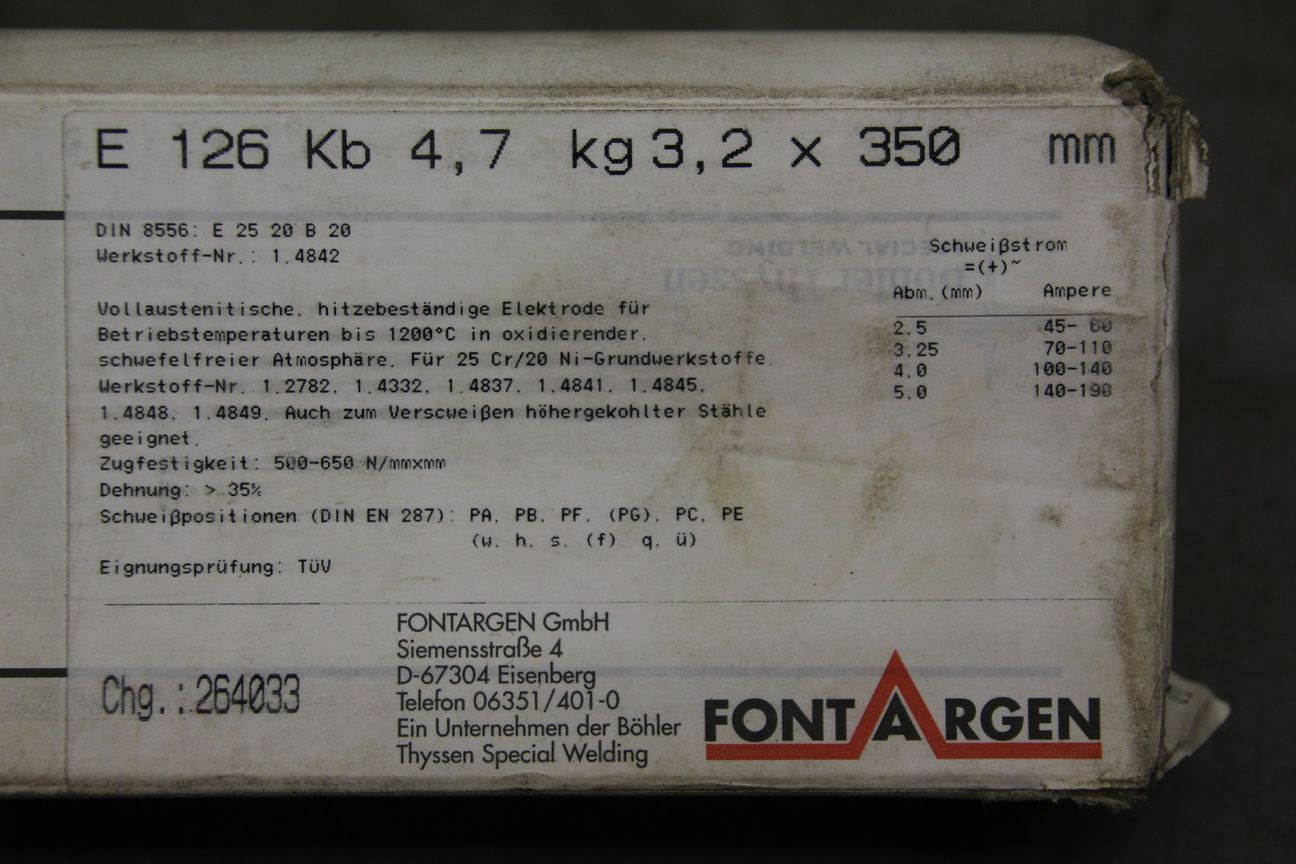 E 126 Kb 4,7 kg 3,2 x 350 mm
DIN 8556: E 25 20 B 20
Werkstoff-Nr.: 1.4842
Vollaustenitische, hitzebeständige Elektrode für
Betriebstemperaturen bis 1200°C in oxidierender,
schwefelfreier Atmosphäre. Für 25 Cr/20 Ni-Grundwerkstoffe.
Werkstoff-Nr. 1.2782, 1.4332, 1.4837, 1.4841, 1.4845,
1.4848, 1.4849. Auch zum Verscweißen höhergekohlter Stähle
geeignet.
Zugfestigkeit: 500-650 N/mmxmm
Dehnung: > 35%
Schweißpositionen (DIN EN 287): PA, PB, PF, (PG), PC, PE
(w, h, s, (f) q, ü)
Eignungsprüfung: TÜV
Schweißstrom
=(+)~
Abm.(mm) Ampere
2.5 45-
3.25 70-110
4.0 100-140
5.0 140-190
Chg.:264033
FONTARGEN GmbH
Siemensstraße 4
D-67304 Eisenberg
Telefon 06351/401-0
Ein Unternehmen der Böhler
Thyssen Special Welding
FONTARGEN